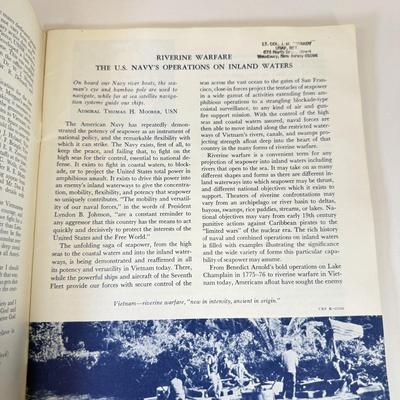 RIVERINE WARFARE
THE U.S. NAVY'S OPERATIONS ON INLAND WATERS
LT. COL. J.
USAF, RET.
Woodbury, New Jersey 08096
On board our Navy river boats, the sea-
man's eye and bamboo pole are used to
navigate, while far at sea satellite naviga-
tion systems guide our ships.
ADMIRAL THOMAS H. MOORER, USN
The American Navy has repeatedly demon-
strated the potency of seapower as an instrument of
national policy, and the remarkable flexibility with
which it can strike. The Navy exists, first of all, to
keep the peace, and failing that, to fight on the
high seas for their control, essential to national de-
fense. It exists to fight in coastal waters, to block-
ade, or to project the United States total power in
amphibious assault. It exists to drive this power into
an enemy's inland waterways to give the concentra-
tion, mobility, flexibility, and potency that seapower
so uniquely contributes. "The mobility and versatil-
ity of our naval forces," in the words of President
Lyndon B. Johnson, "are a constant reminder to
any aggressor that this country has the means to act
quickly and decisively to protect the interests of the
United States and the Free World."
The unfolding saga of seapower, from the high
seas to the coastal waters and into the inland water-
ways, is being demonstrated and reaffirmed in all
its potency and versatility in Vietnam today. There,
while the powerful ships and aircraft of the Seventh
Fleet provide our forces with secure control of the
seas across the vast ocean to the gates of San Fran-
cisco, close-in forces project the tentacles of seapower
in a wide gamut of activities extending from am-
phibious operations to a strangling blockade-type
coastal surveillance, to any kind of air and gun-
fire support mission. With the control of the high
seas and coastal waters assured, naval forces are
then able to move inland along the restricted water-
ways of Vietnam's rivers, canals, and swamps pro-
jecting strength afloat deep into the heart of that
country in the many forms of riverine warfare.
Riverine warfare is a convenient term for any
projection of seapower into inland waters including
rivers that open to the sea. It may take on as many
different shapes and forms as there are different in-
land waterways into which seapower may be thrust,
and different national objectives which it exists to
support. Theaters of riverine confrontations may
vary from an archipelago or river basin to deltas,
bayous, swamps, rice paddies, streams, or lakes. Na-
tional objectives may vary from early 19th century
punitive actions against Caribbean pirates to the
"limited wars" of the nuclear era. The rich history
of naval and combined operations on inland waters
is filled with examples illustrating the significance
and the wide variety of forms this particular capa-
bility of seapower may assume.
From Benedict Arnold's bold operations on Lake
Champlain in 1775-76 to riverine warfare in Viet-
nam today, Americans afloat have sought the enemy
Vietnam—riverine warfare, "new in intensity, ancient in origin."